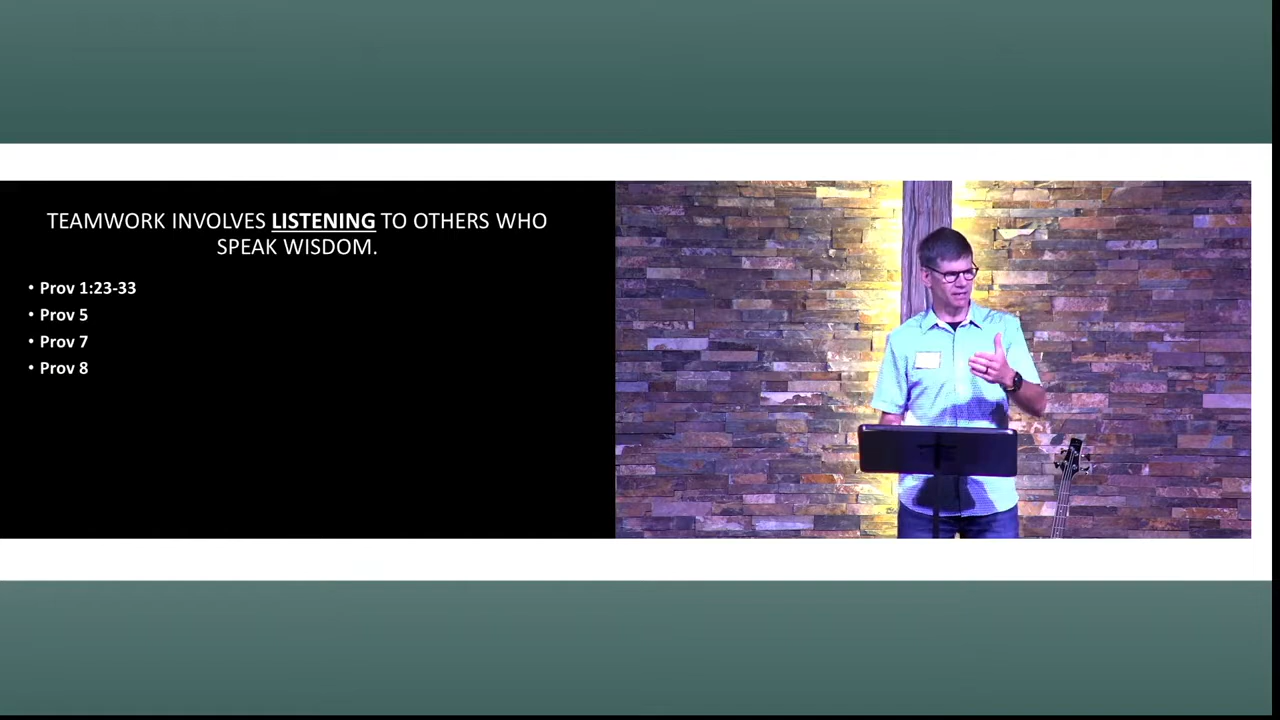 TEAMWORK INVOLVES LISTENING TO OTHERS WHO
SPEAK WISDOM.
• Prov 1:23-33
• Prov 5
• Prov 7
• Prov 8